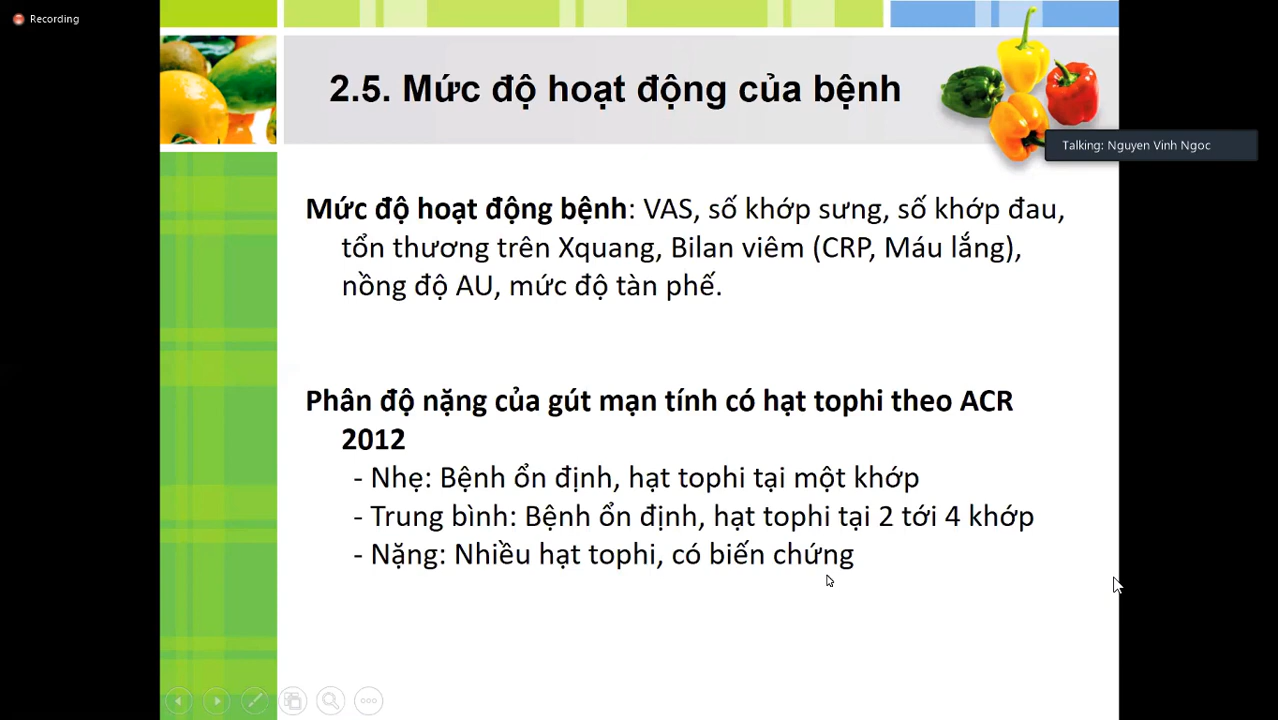 Recording
2.5. Mức độ hoạt động của bệnh
Talking: Nguyen Vinh Ngoc
Mức độ hoạt động bệnh: VAS, số khớp sưng, số khớp đau,
tổn thương trên Xquang, Bilan viêm (CRP, Máu lắng),
nồng độ AU, mức độ tàn phế.
Phân độ nặng của gút mạn tính có hạt tophi theo ACR
2012
- Nhẹ: Bệnh ổn định, hạt tophi tại một khớp
- Trung bình: Bệnh ổn định, hạt tophi tại 2 tới 4 khớp
- Nặng: Nhiều hạt tophi, có biến chứng